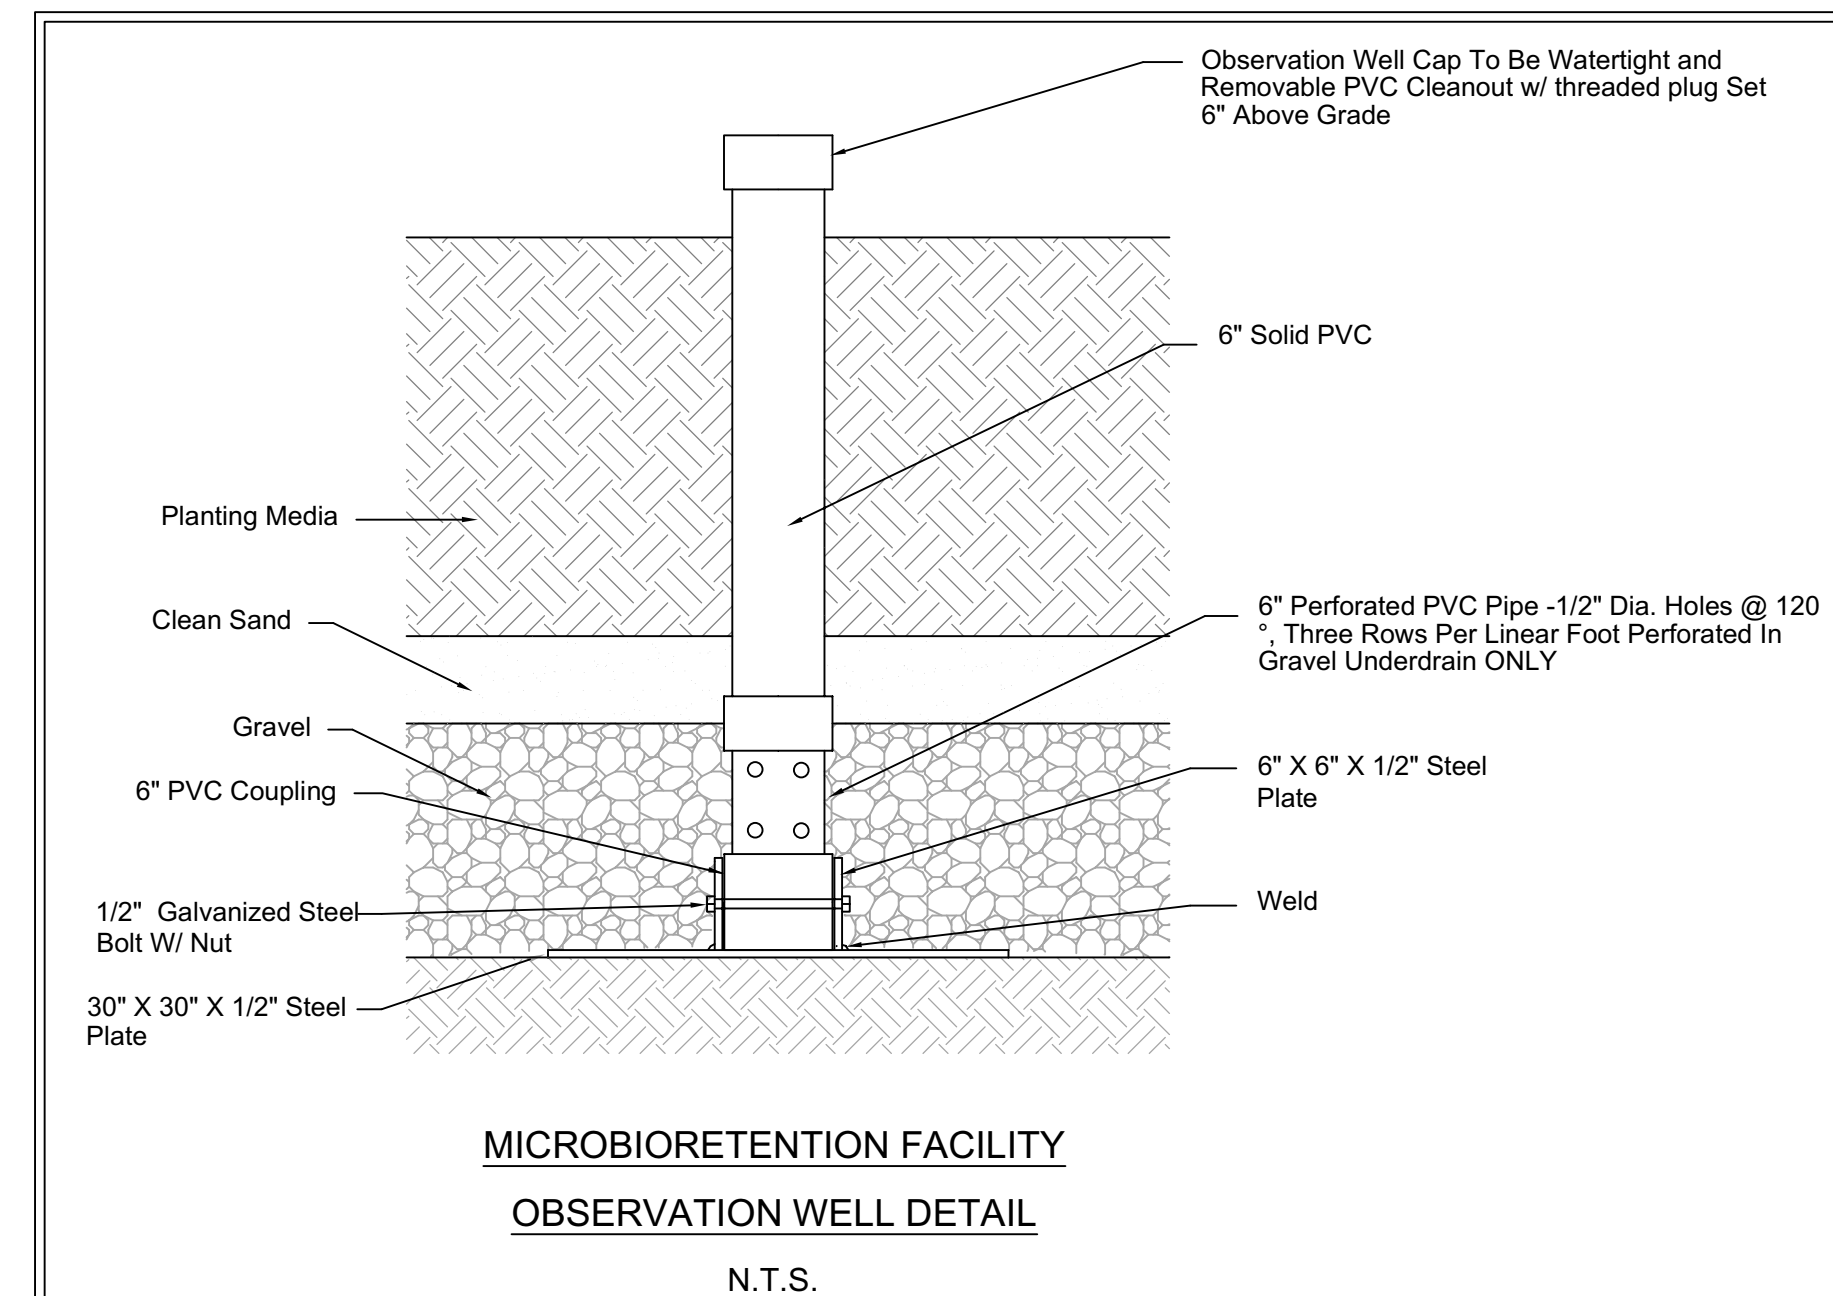 Observation Well Cap To Be Watertight and
Removable PVC Cleanout w/ threaded plug Set
6" Above Grade
6" Solid PVC
Planting Media
Clean Sand
6" Perforated PVC Pipe -1/2" Dia. Holes @ 120
°, Three Rows Per Linear Foot Perforated In
Gravel Underdrain ONLY
Gravel
6" PVC Coupling
6" X 6" X 1/2" Steel
Plate
1/2"  Galvanized Steel
Bolt W/ Nut
Weld
30" X 30" X 1/2" Steel
Plate
MICROBIORETENTION FACILITY
OBSERVATION WELL DETAIL
N.T.S.